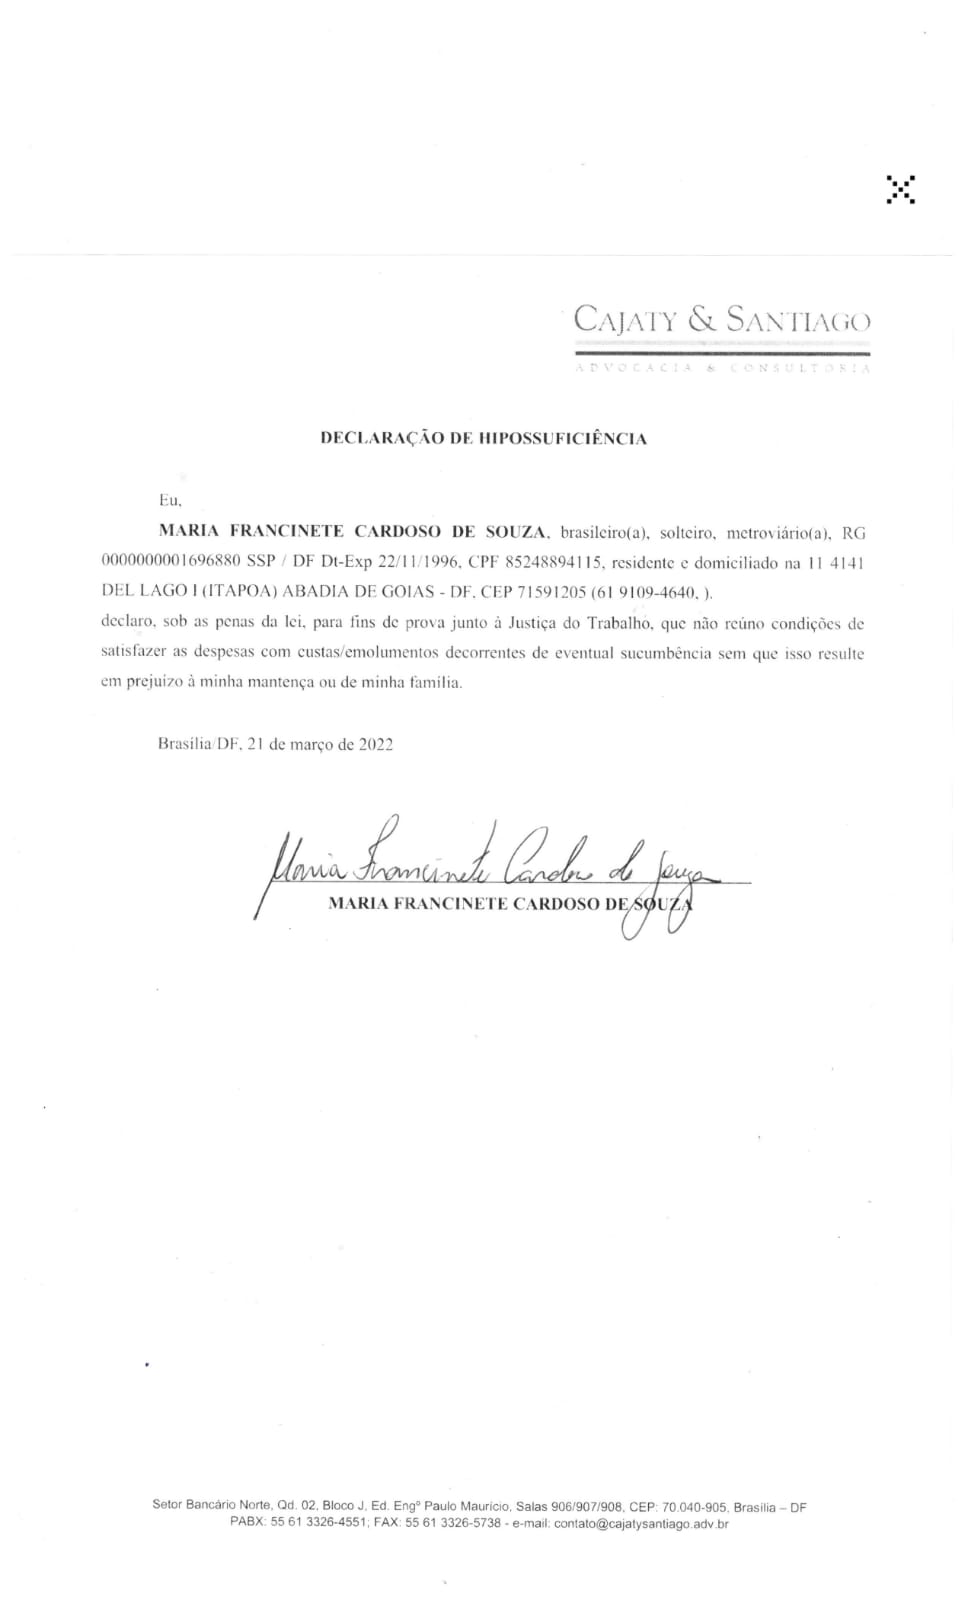 CAJATY & SANTIAGO
ADVOCACIA & CONSULTORIA
DECLARAÇÃO DE HIPOSSUFICIÊNCIA
Eu,
MARIA FRANCINETE CARDOSO DE SOUZA, brasileiro(a), solteiro, metroviário(a), RG
0000000001696880 SSP / DF Dt-Exp 22/11/1996, CPF 85248894115, residente e domiciliado na 11 4141
DEL LAGO I (ITAPOA) ABADIA DE GOIAS - DF, CEP 71591205 (61 9109-4640, ),
declaro, sob as penas da lei, para fins de prova junto à Justiça do Trabalho, que não reúno condições de
satisfazer as despesas com custas/emolumentos decorrentes de eventual sucumbência sem que isso resulte
em prejuizo à minha mantença ou de minha família.
Brasília/DF, 21 de março de 2022
Maria Francinete Cardoso de Souza
MARIA FRANCINETE CARDOSO DE SOUZA
Setor Bancário Norte, Qd. 02, Bloco J, Ed. Engº Paulo Maurício, Salas 906/907/908, CEP: 70.040-905, Brasília – DF
PABX: 55 61 3326-4551; FAX: 55 61 3326-5738 - e-mail: contato@cajatysantiago.adv.br